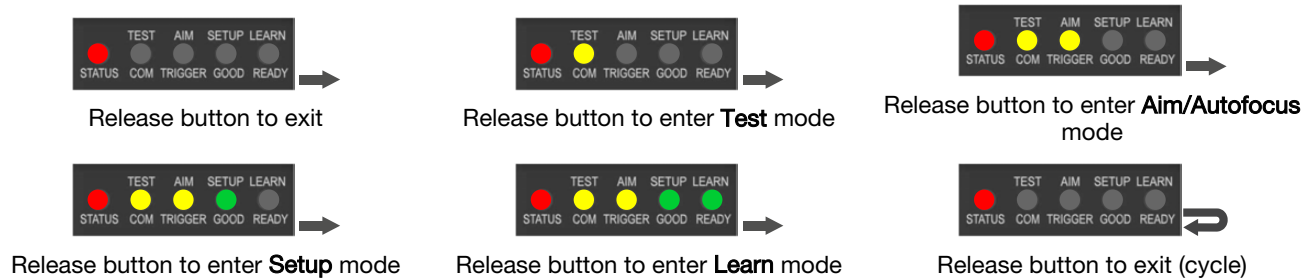 TEST AIM SETUP LEARN
STATUS COM TRIGGER GOOD READY
Release button to exit
TEST AIM SETUP LEARN
STATUS COM TRIGGER GOOD READY
Release button to enter Test mode
TEST AIM SETUP LEARN
STATUS COM TRIGGER GOOD READY
Release button to enter Aim/Autofocus
mode
TEST AIM SETUP LEARN
STATUS COM TRIGGER GOOD READY
Release button to enter Setup mode
TEST AIM SETUP LEARN
STATUS COM TRIGGER GOOD READY
Release button to enter Learn mode
TEST AIM SETUP LEARN
STATUS COM TRIGGER GOOD READY
Release button to exit (cycle)